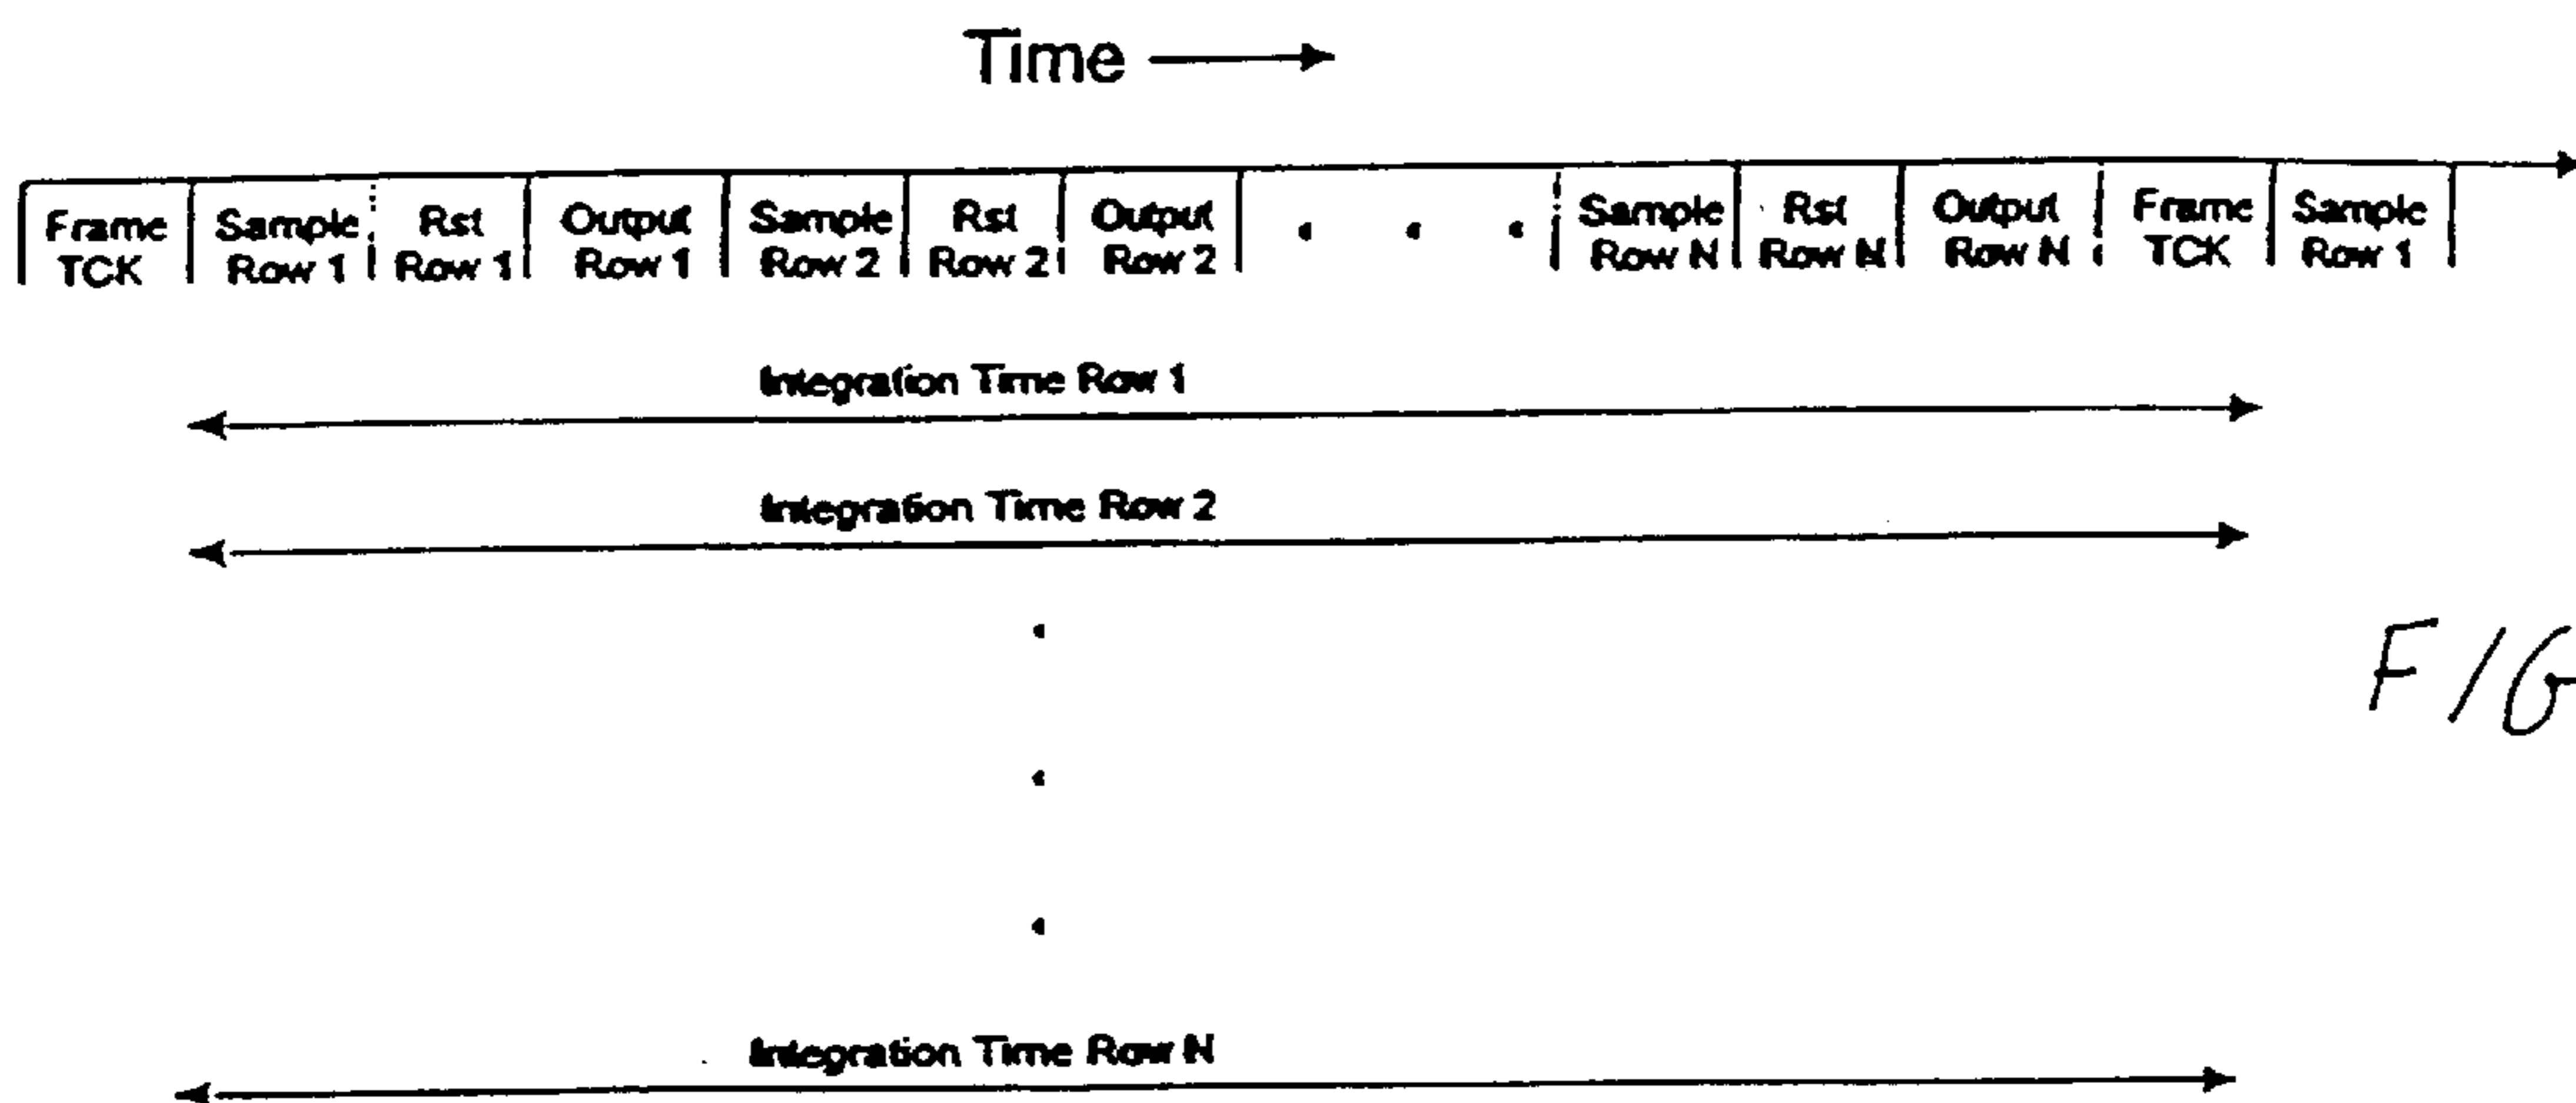 Time
Frame TCK
Sample Row 1
Rst Row 1
Output Row 1
Sample Row 2
Rst Row 2
Output Row 2
Sample Row N
Rst Row N
Output Row N
Frame TCK
Sample Row 1
Integration Time Row 1
Integration Time Row 2
FIG
Integration Time Row N